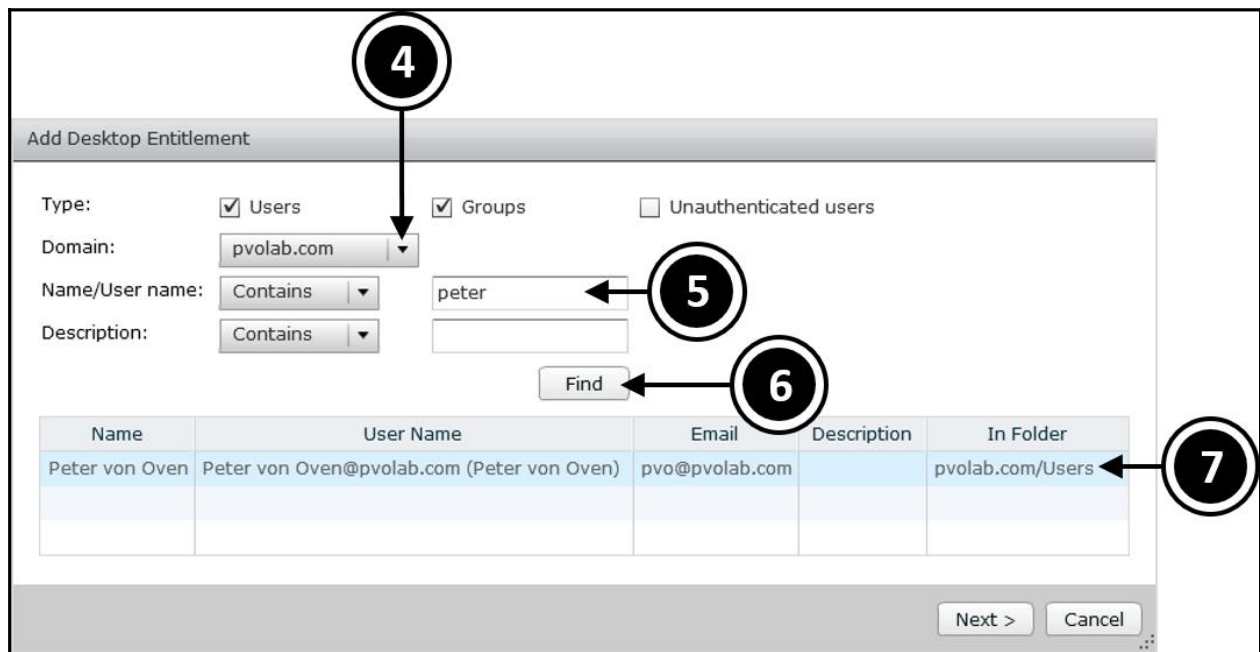 4
Add Desktop Entitlement
Type: Users Groups Unauthenticated users
Domain: pvolab.com
Name/User name: Contains peter 5
Description: Contains
Find 6
Name User Name Email Description In Folder
Peter von Oven Peter von Oven@pvolab.com (Peter von Oven) pvo@pvolab.com pvolab.com/Users 7
Next > Cancel